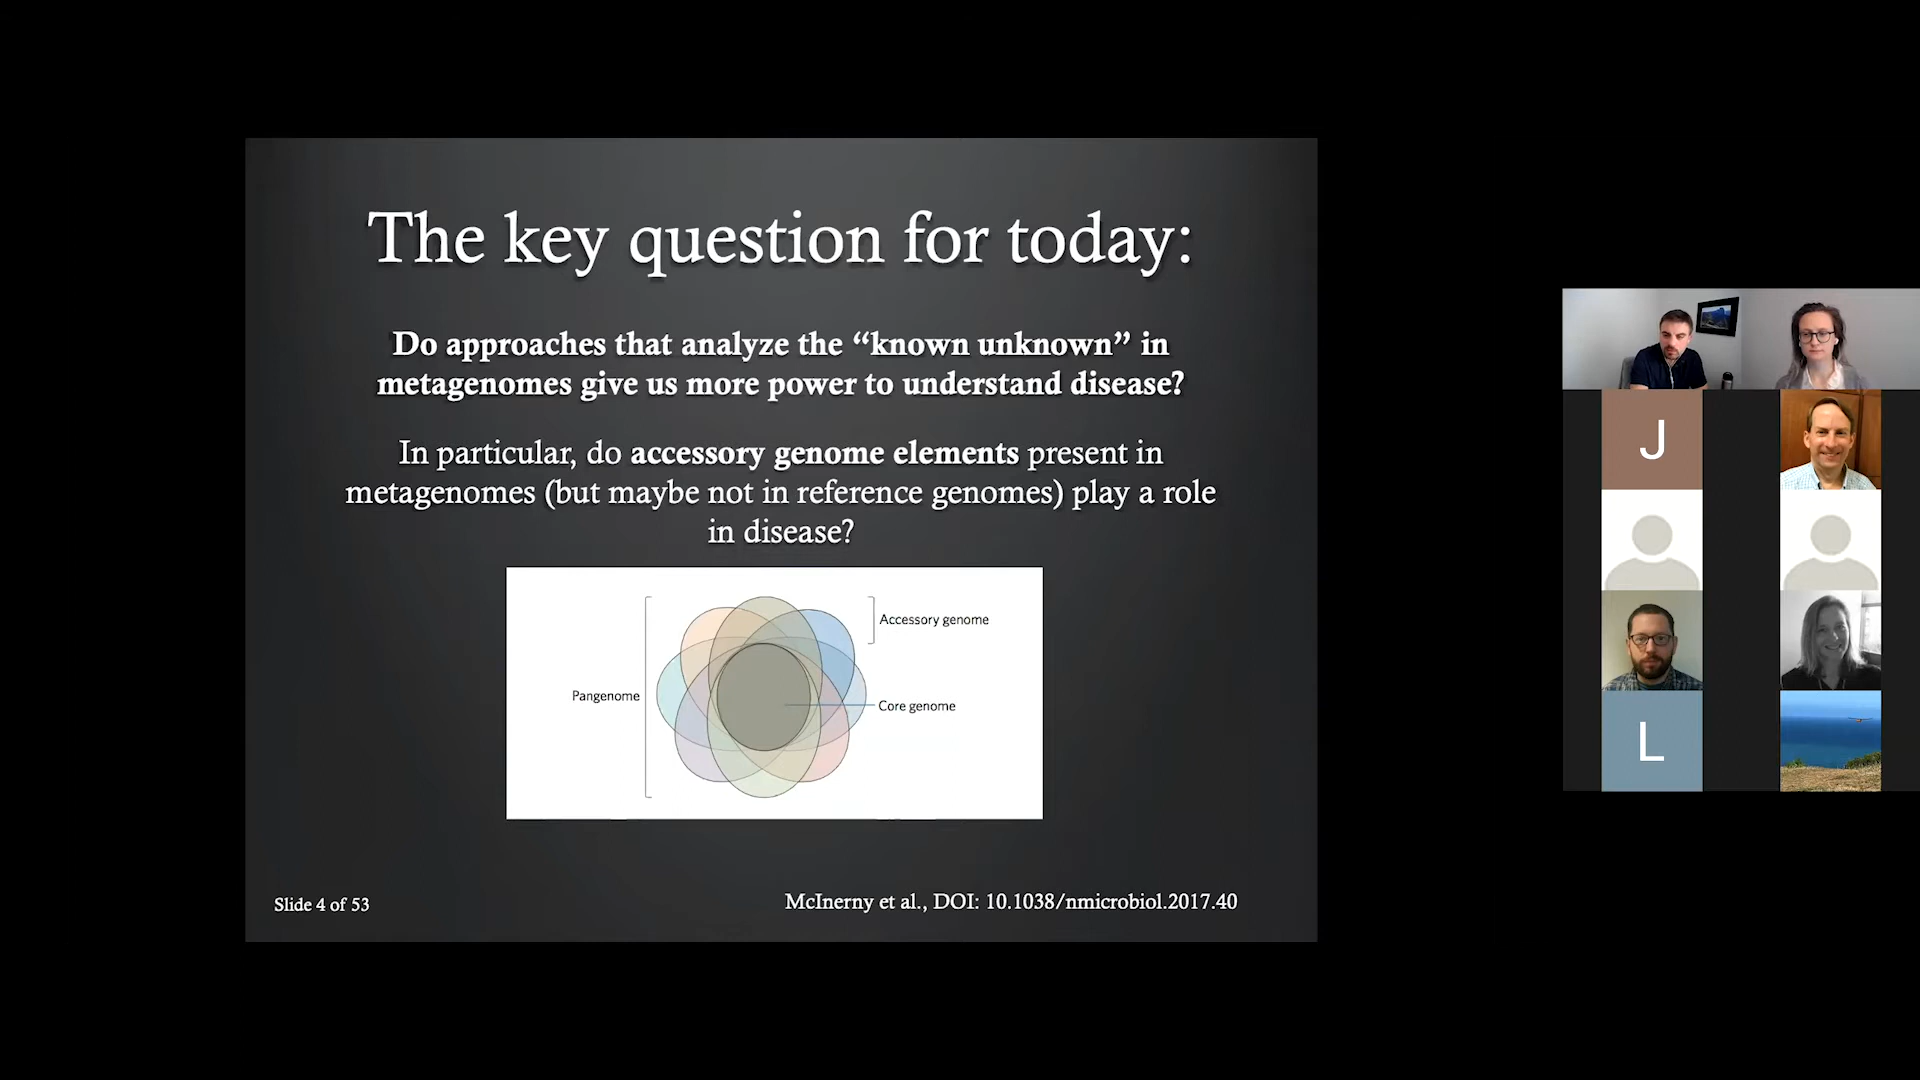 The key question for today:
Do approaches that analyze the “known unknown” in
metagenomes give us more power to understand disease?
In particular, do accessory genome elements present in
metagenomes (but maybe not in reference genomes) play a role
in disease?
Accessory genome
Pangenome
Core genome
Slide 4 of 53
McInerny et al., DOI: 10.1038/nmicrobiol.2017.40
J
L